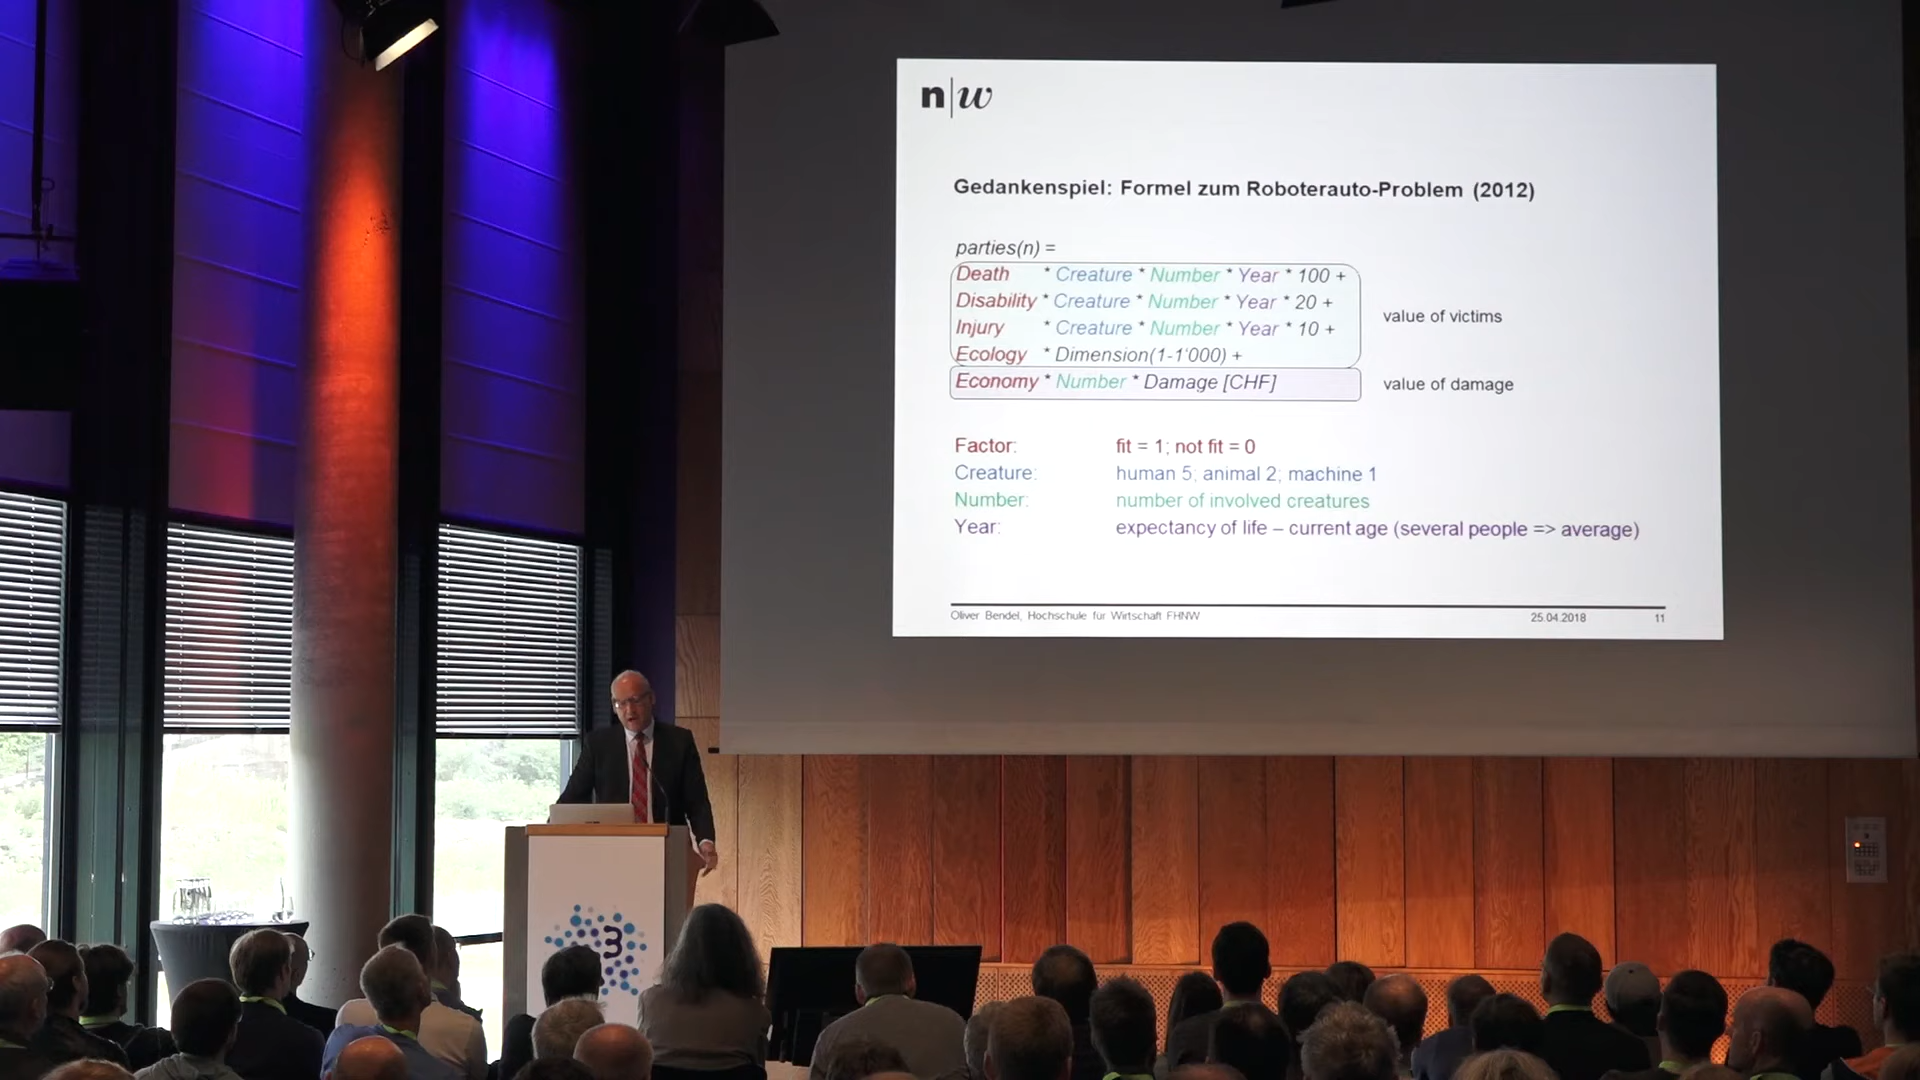 n|w
Gedankenspiel: Formel zum Roboterauto-Problem (2012)
parties(n) =
Death * Creature * Number * Year * 100 +
Disability * Creature * Number * Year * 20 +
Injury * Creature * Number * Year * 10 +
Ecology * Dimension(1-1'000) +
value of victims
Economy * Number * Damage [CHF]
value of damage
Factor: fit = 1; not fit = 0
Creature: human 5; animal 2; machine 1
Number: number of involved creatures
Year: expectancy of life – current age (several people => average)
Oliver Bendel, Hochschule für Wirtschaft FHNW 25.04.2018 11
3